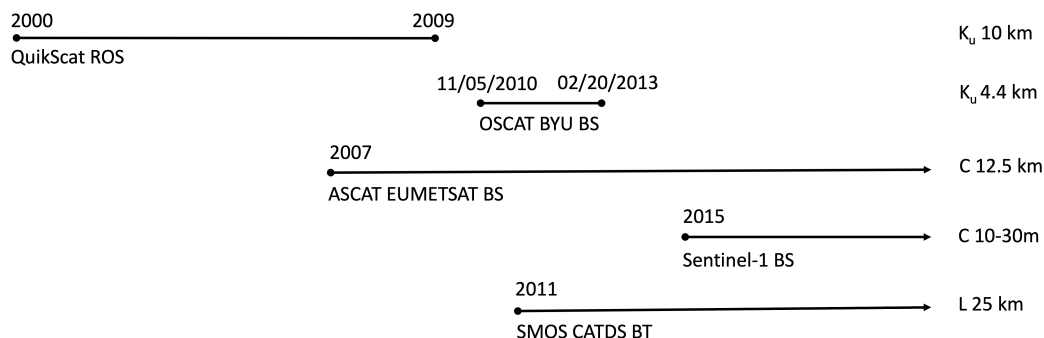 2000 2009 Ku 10 km
QuikScat ROS
11/05/2010 02/20/2013 Ku 4.4 km
OSCAT BYU BS
2007 C 12.5 km
ASCAT EUMETSAT BS
2015 C 10-30m
Sentinel-1 BS
2011 L 25 km
SMOS CATDS BT